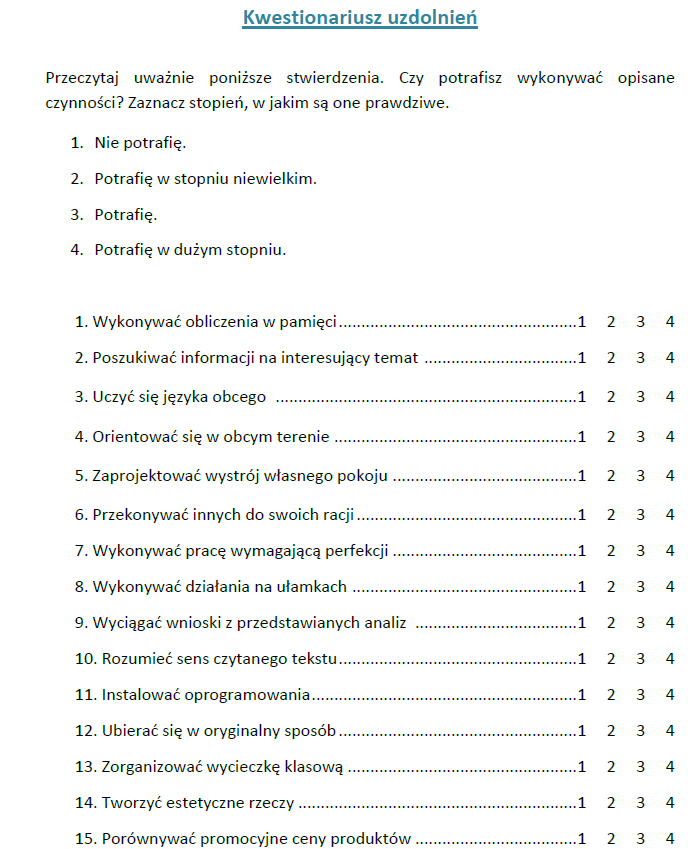 Kwestionariusz uzdolnień
Przeczytaj uważnie poniższe stwierdzenia. Czy potrafisz wykonywać opisane
czynności? Zaznacz stopień, w jakim są one prawdziwe.
1. Nie potrafię.
2. Potrafię w stopniu niewielkim.
3. Potrafię.
4. Potrafię w dużym stopniu.
1. Wykonywać obliczenia w pamięci.....................................................1 2 3 4
2. Poszukiwać informacji na interesujący temat ..................................1 2 3 4
3. Uczyć się języka obcego ...................................................................1 2 3 4
4. Orientować się w obcym terenie ......................................................1 2 3 4
5. Zaprojektować wystrój własnego pokoju .........................................1 2 3 4
6. Przekonywać innych do swoich racji.................................................1 2 3 4
7. Wykonywać pracę wymagającą perfekcji .........................................1 2 3 4
8. Wykonywać działania na ułamkach ..................................................1 2 3 4
9. Wyciągać wnioski z przedstawianych analiz ....................................1 2 3 4
10. Rozumieć sens czytanego tekstu.....................................................1 2 3 4
11. Instalować oprogramowania...........................................................1 2 3 4
12. Ubierać się w oryginalny sposób.....................................................1 2 3 4
13. Zorganizować wycieczkę klasową ...................................................1 2 3 4
14. Tworzyć estetyczne rzeczy ..............................................................1 2 3 4
15. Porównywać promocyjne ceny produktów ....................................1 2 3 4